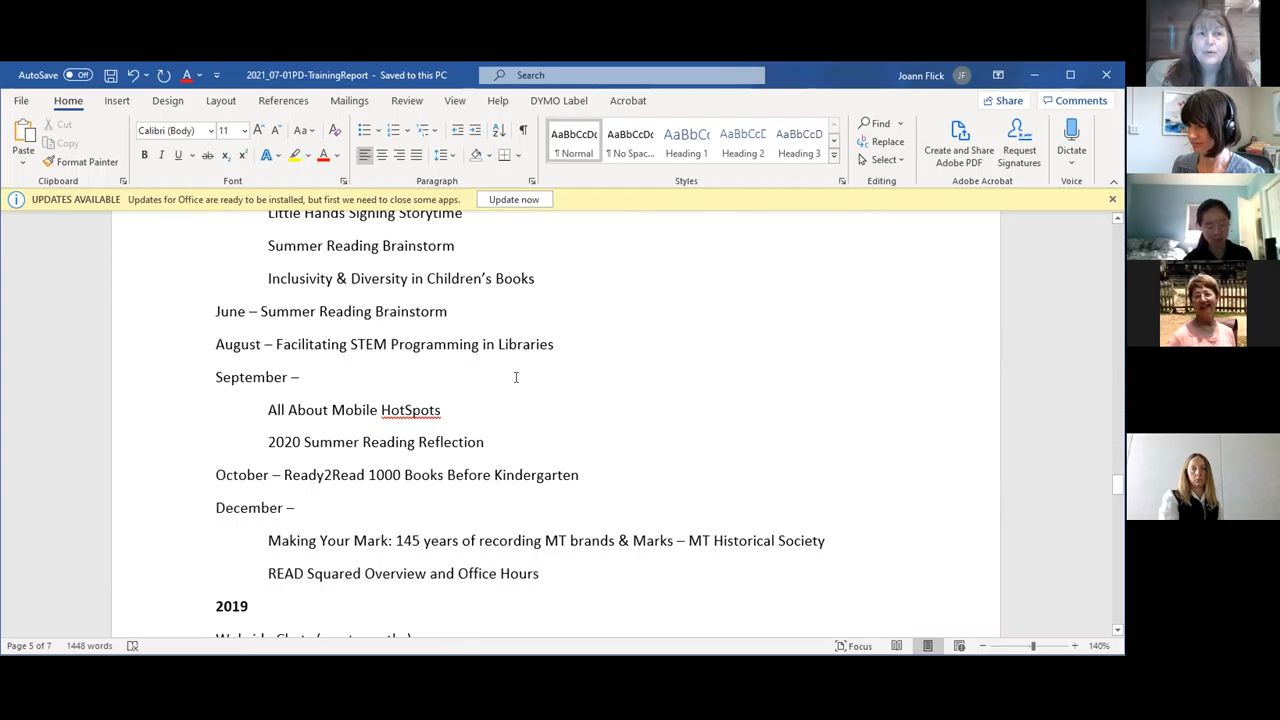 AutoSave Off 2021_07-01PD-TrainingReport - Saved to this PC Search Joann Flick JF
File Home Insert Design Layout References Mailings Review View Help DYMO Label Acrobat Share Comments
Paste Cut Copy Format Painter
Calibri (Body) 11 Aa
B I U ab x₂ x² A A
AaBbCcDc AaBbCcDc AaBbCc AaBbCcD AaBbCcD
¶ Normal ¶ No Spac... Heading 1 Heading 2 Heading 3
Find Replace Select
Create and Share Adobe PDF Request Signatures Dictate
Clipboard Font Paragraph Styles Editing Adobe Acrobat Voice
UPDATES AVAILABLE Updates for Office are ready to be installed, but first we need to close some apps. Update now
Little Hands Signing Storytime
Summer Reading Brainstorm
Inclusivity & Diversity in Children’s Books
June – Summer Reading Brainstorm
August – Facilitating STEM Programming in Libraries
September –
All About Mobile HotSpots
2020 Summer Reading Reflection
October – Ready2Read 1000 Books Before Kindergarten
December –
Making Your Mark: 145 years of recording MT brands & Marks – MT Historical Society
READ Squared Overview and Office Hours
2019
Page 5 of 7 1448 words Focus 140%